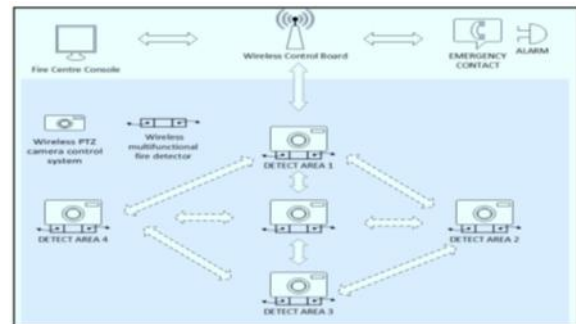 Fire Centre Console
Wireless Control Board
EMERGENCY
CONTACT
ALARM
Wireless PTZ
camera control
system
Wireless
multifunctional
fire detector
DETECT AREA 1
DETECT AREA 4
DETECT AREA 2
DETECT AREA 3